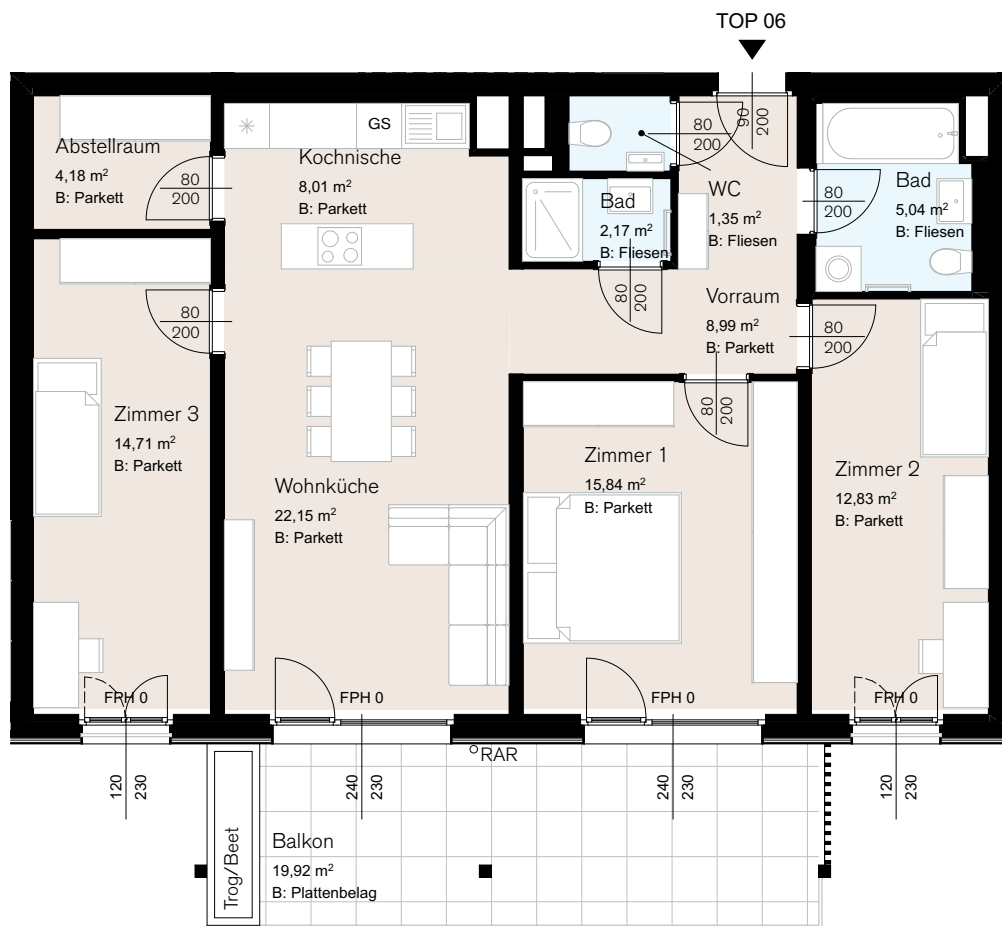 TOP 06
90
200
Abstellraum
4,18 m²
B: Parkett
80
200
GS
Kochnische
8,01 m²
B: Parkett
80
200
WC
1,35 m²
B: Fliesen
Bad
2,17 m²
B: Fliesen
80
200
80
200
Bad
5,04 m²
B: Fliesen
Vorraum
8,99 m²
B: Parkett
80
200
80
200
80
200
Zimmer 3
14,71 m²
B: Parkett
Wohnküche
22,15 m²
B: Parkett
Zimmer 1
15,84 m²
B: Parkett
Zimmer 2
12,83 m²
B: Parkett
FPH 0
FPH 0
FPH 0
FPH 0
RAR
120
230
240
230
240
230
120
230
Trog/Beet
Balkon
19,92 m²
B: Plattenbelag